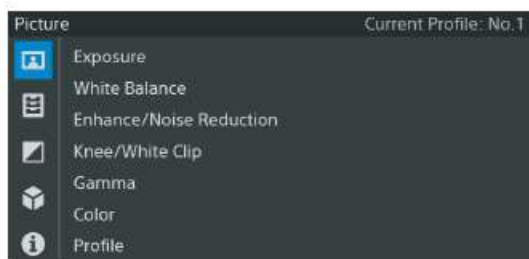 Picture Current Profile: No.1
Exposure
White Balance
Enhance/Noise Reduction
Knee/White Clip
Gamma
Color
Profile